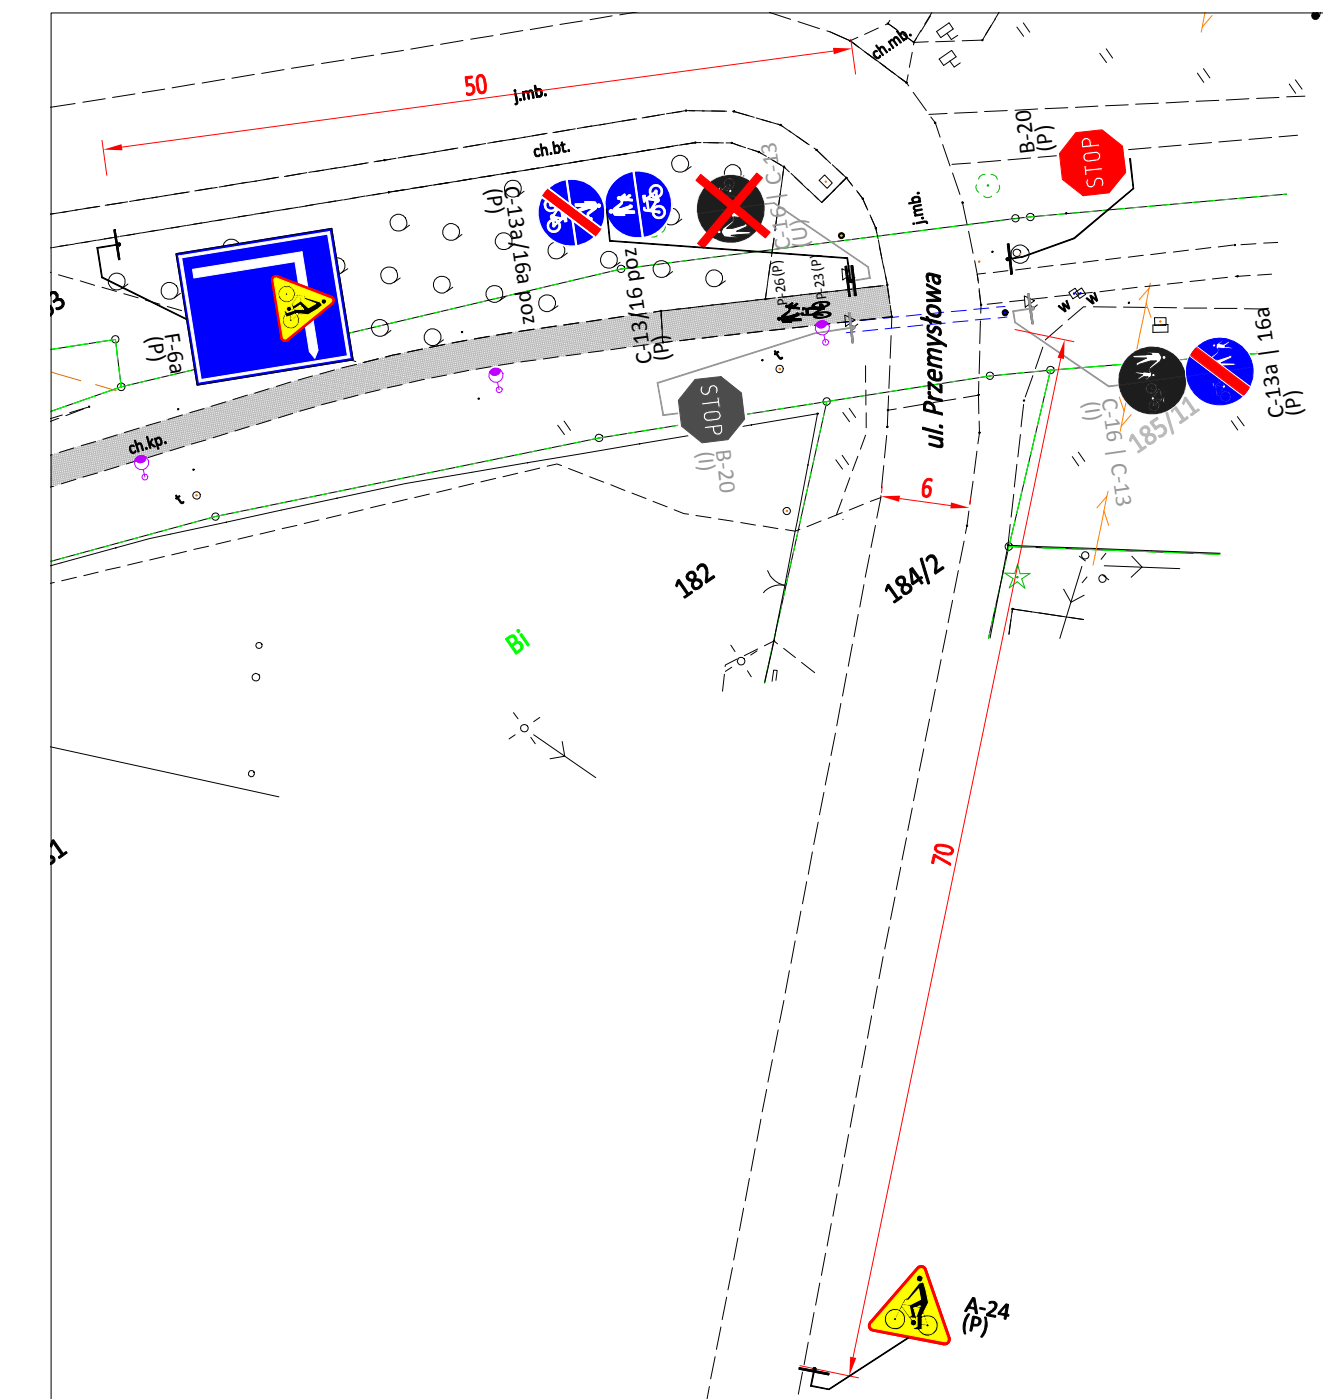 50
j.mb.
ch.mb.
ch.bt.
B-20
(P)
STOP
C-13a/16a poz
(P)
C-13/16 poz
(P)
C-16 | C-13
(U)
P-26(P)
P-23(P)
j.mb.
ul. Przemysłowa
F-6a
(P)
w
w
t
STOP
B-20
(I)
C-13a | 16a
(P)
C-16 | C-13
(I)
185/11
ch.kp.
t
6
182
184/2
Bi
70
A-24
(P)